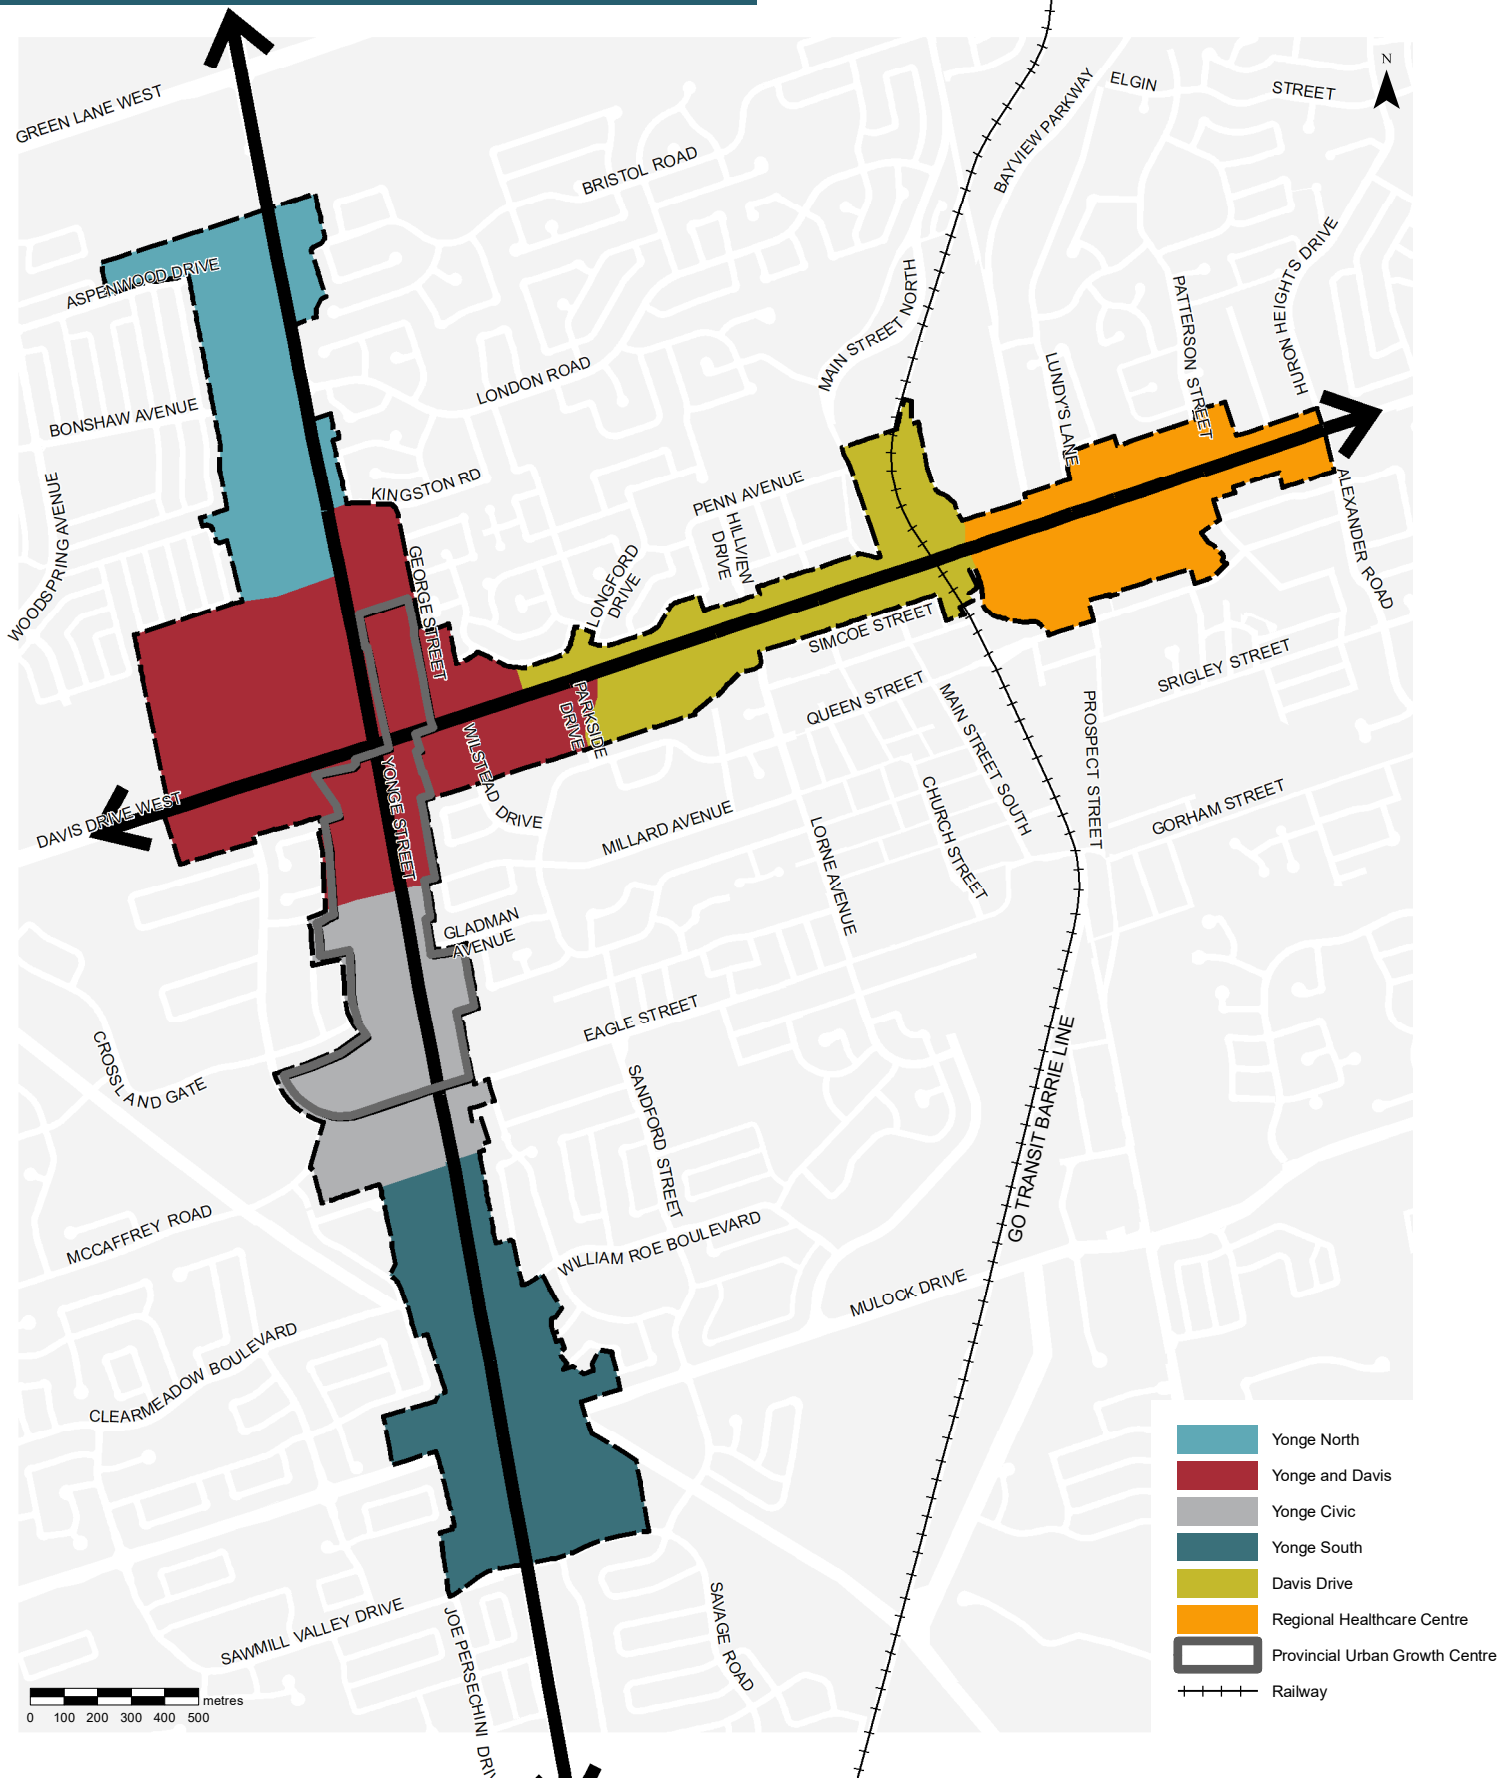 N
ELGIN
STREET
GREEN LANE WEST
BAYVIEW PARKWAY
BRISTOL ROAD
ASPENWOOD DRIVE
MAIN STREET NORTH
PATTERSON STREET
HURON HEIGHTS DRIVE
LONDON ROAD
LUNDY'S LANE
BONSHAW AVENUE
KINGSTON RD
PENN AVENUE
WOODSPRING AVENUE
HILLVIEW
DRIVE
ALEXANDER ROAD
GEORGE STREET
LONGFORD
DRIVE
SIMCOE STREET
SRIGLEY STREET
QUEEN STREET
PARKSIDE
DRIVE
MAIN STREET SOUTH
PROSPECT STREET
WILSTEAD DRIVE
YONGE STREET
DAVIS DRIVE WEST
MILLARD AVENUE
CHURCH STREET
GORHAM STREET
LORNE AVENUE
GLADMAN
AVENUE
EAGLE STREET
CROSSLAND GATE
GO TRANSIT BARRIE LINE
SANDFORD STREET
MCCAFFREY ROAD
WILLIAM ROE BOULEVARD
MULOCK DRIVE
CLEARMEADOW BOULEVARD
SAWMILL VALLEY DRIVE
JOE PERSECHINI DRIV
SAVAGE ROAD
Yonge North
Yonge and Davis
Yonge Civic
Yonge South
Davis Drive
Regional Healthcare Centre
Provincial Urban Growth Centre
Railway
metres
0 100 200 300 400 500